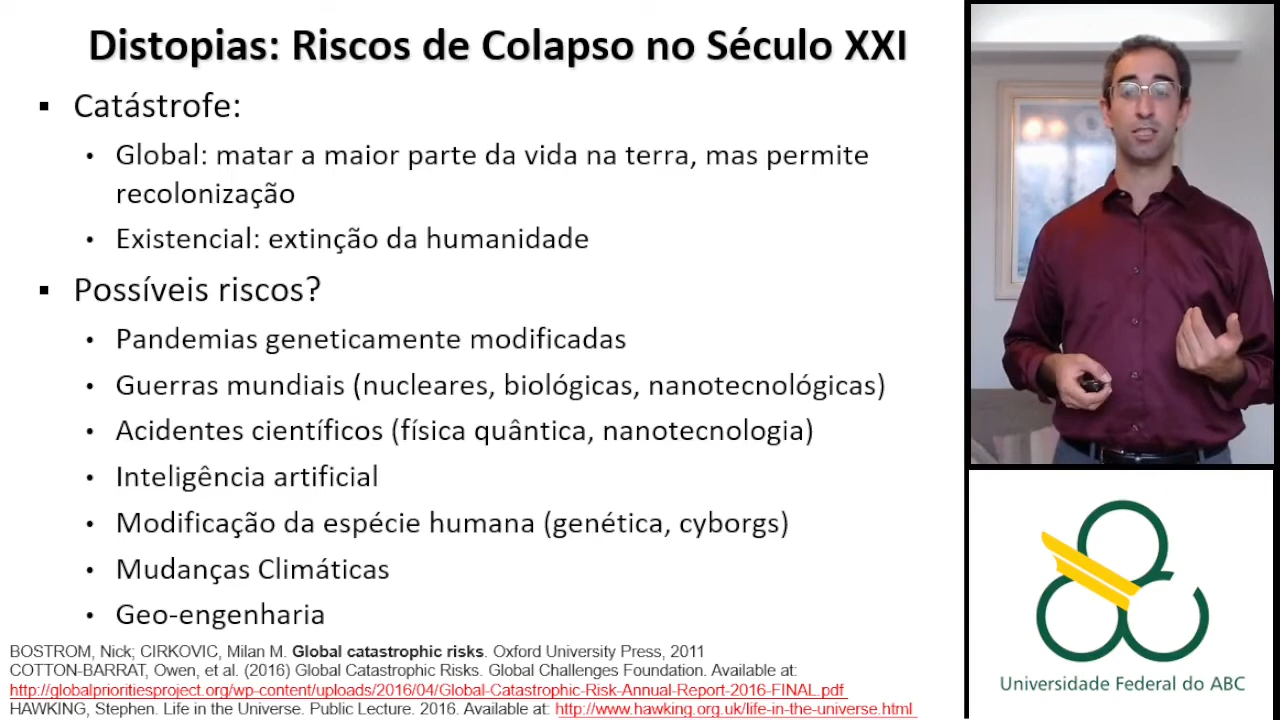 Distopias: Riscos de Colapso no Século XXI
▪ Catástrofe:
• Global: matar a maior parte da vida na terra, mas permite
recolonização
• Existencial: extinção da humanidade
▪ Possíveis riscos?
• Pandemias geneticamente modificadas
• Guerras mundiais (nucleares, biológicas, nanotecnológicas)
• Acidentes científicos (física quântica, nanotecnologia)
• Inteligência artificial
• Modificação da espécie humana (genética, cyborgs)
• Mudanças Climáticas
• Geo-engenharia
BOSTROM, Nick; CIRKOVIC, Milan M. Global catastrophic risks. Oxford University Press, 2011
COTTON-BARRAT, Owen, et al. (2016) Global Catastrophic Risks. Global Challenges Foundation. Available at:
http://globalprioritiesproject.org/wp-content/uploads/2016/04/Global-Catastrophic-Risk-Annual-Report-2016-FINAL.pdf
HAWKING, Stephen. Life in the Universe. Public Lecture. 2016. Available at: http://www.hawking.org.uk/life-in-the-universe.html
Universidade Federal do ABC